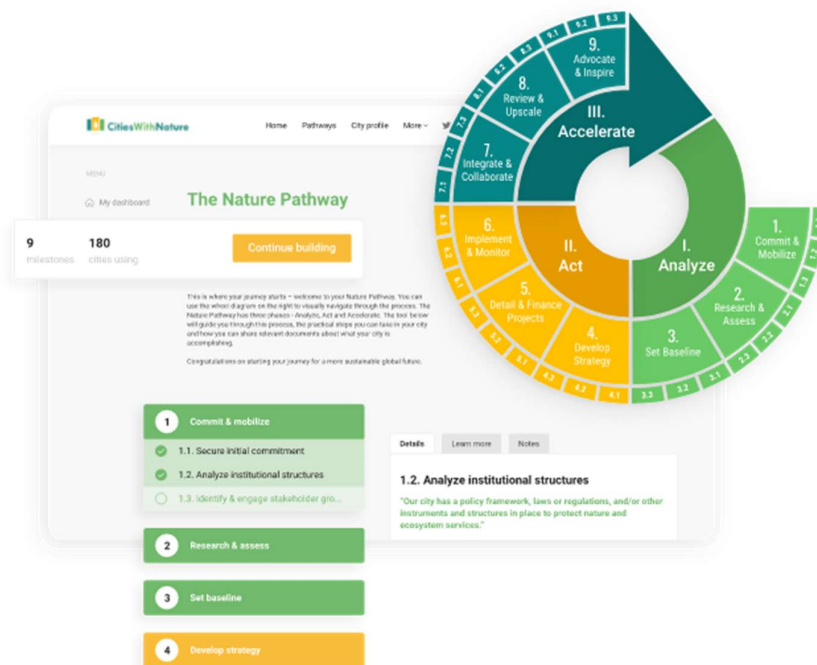 CitiesWithNature
Home Pathways City profile More
MENU
My dashboard
The Nature Pathway
9
milestones
180
cities using
Continue building
This is where your journey starts – welcome to your Nature Pathway. You can
use the wheel diagram on the right to visually navigate through the process. The
Nature Pathway has three phases - Analyze, Act and Accelerate. The tool below
will guide you through this process, the practical steps you can take in your city
and how you can share relevant documents about what your city is
accomplishing.
Congratulations on starting your journey for a more sustainable global future.
1 Commit & mobilize
1.1. Secure initial commitment
1.2. Analyze institutional structures
1.3. Identify & engage stakeholder gro...
2 Research & assess
3 Set baseline
4 Develop strategy
Details
Learn more
Notes
1.2. Analyze institutional structures
"Our city has a policy framework, laws or regulations, and/or other
instruments and structures in place to protect nature and
ecosystem services."
I.
Analyze
1.
Commit &
Mobilize
2.
Research &
Assess
3.
Set Baseline
II.
Act
4.
Develop
Strategy
5.
Detail & Finance
Projects
6.
Implement
& Monitor
III.
Accelerate
7.
Integrate &
Collaborate
8.
Review &
Upscale
9.
Advocate
& Inspire
1.3
2.1
2.2
2.3
3.1
3.2
3.3
4.1
4.2
4.3
5.1
5.2
5.3
6.1
6.2
6.3
7.1
7.2
7.3
8.1
8.2
8.3
9.1
9.2
9.3